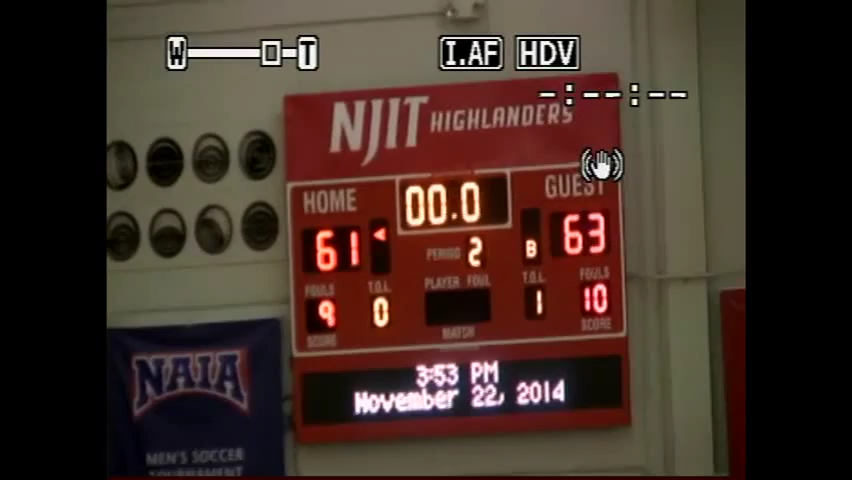 W T I.AF HDV
-:--:--
NJIT HIGHLANDERS
HOME 00.0 GUEST
61 PERIOD 2 B 63
FOULS T.O.L PLAYER FOUL T.O.L FOULS
9 0 1 10
SCORE MATCH SCORE
3:53 PM
November 22, 2014
NAIA
MEN'S SOCCER
TOURNAMENT